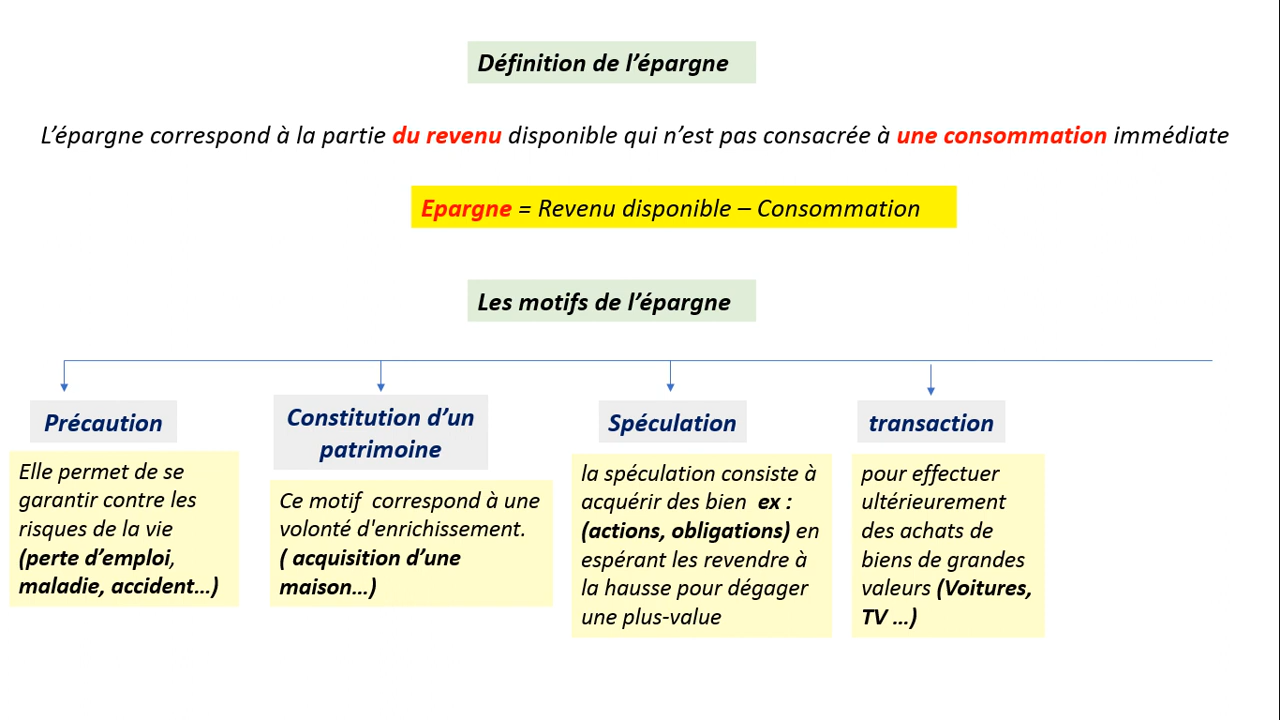 Définition de l’épargne
L’épargne correspond à la partie du revenu disponible qui n’est pas consacrée à une consommation immédiate
Epargne = Revenu disponible – Consommation
Les motifs de l’épargne
Précaution
Elle permet de se
garantir contre les
risques de la vie
(perte d’emploi,
maladie, accident...)
Constitution d’un
patrimoine
Ce motif correspond à une
volonté d'enrichissement.
( acquisition d’une
maison...)
Spéculation
la spéculation consiste à
acquérir des bien ex :
(actions, obligations) en
espérant les revendre à
la hausse pour dégager
une plus-value
transaction
pour effectuer
ultérieurement
des achats de
biens de grandes
valeurs (Voitures,
TV ...)